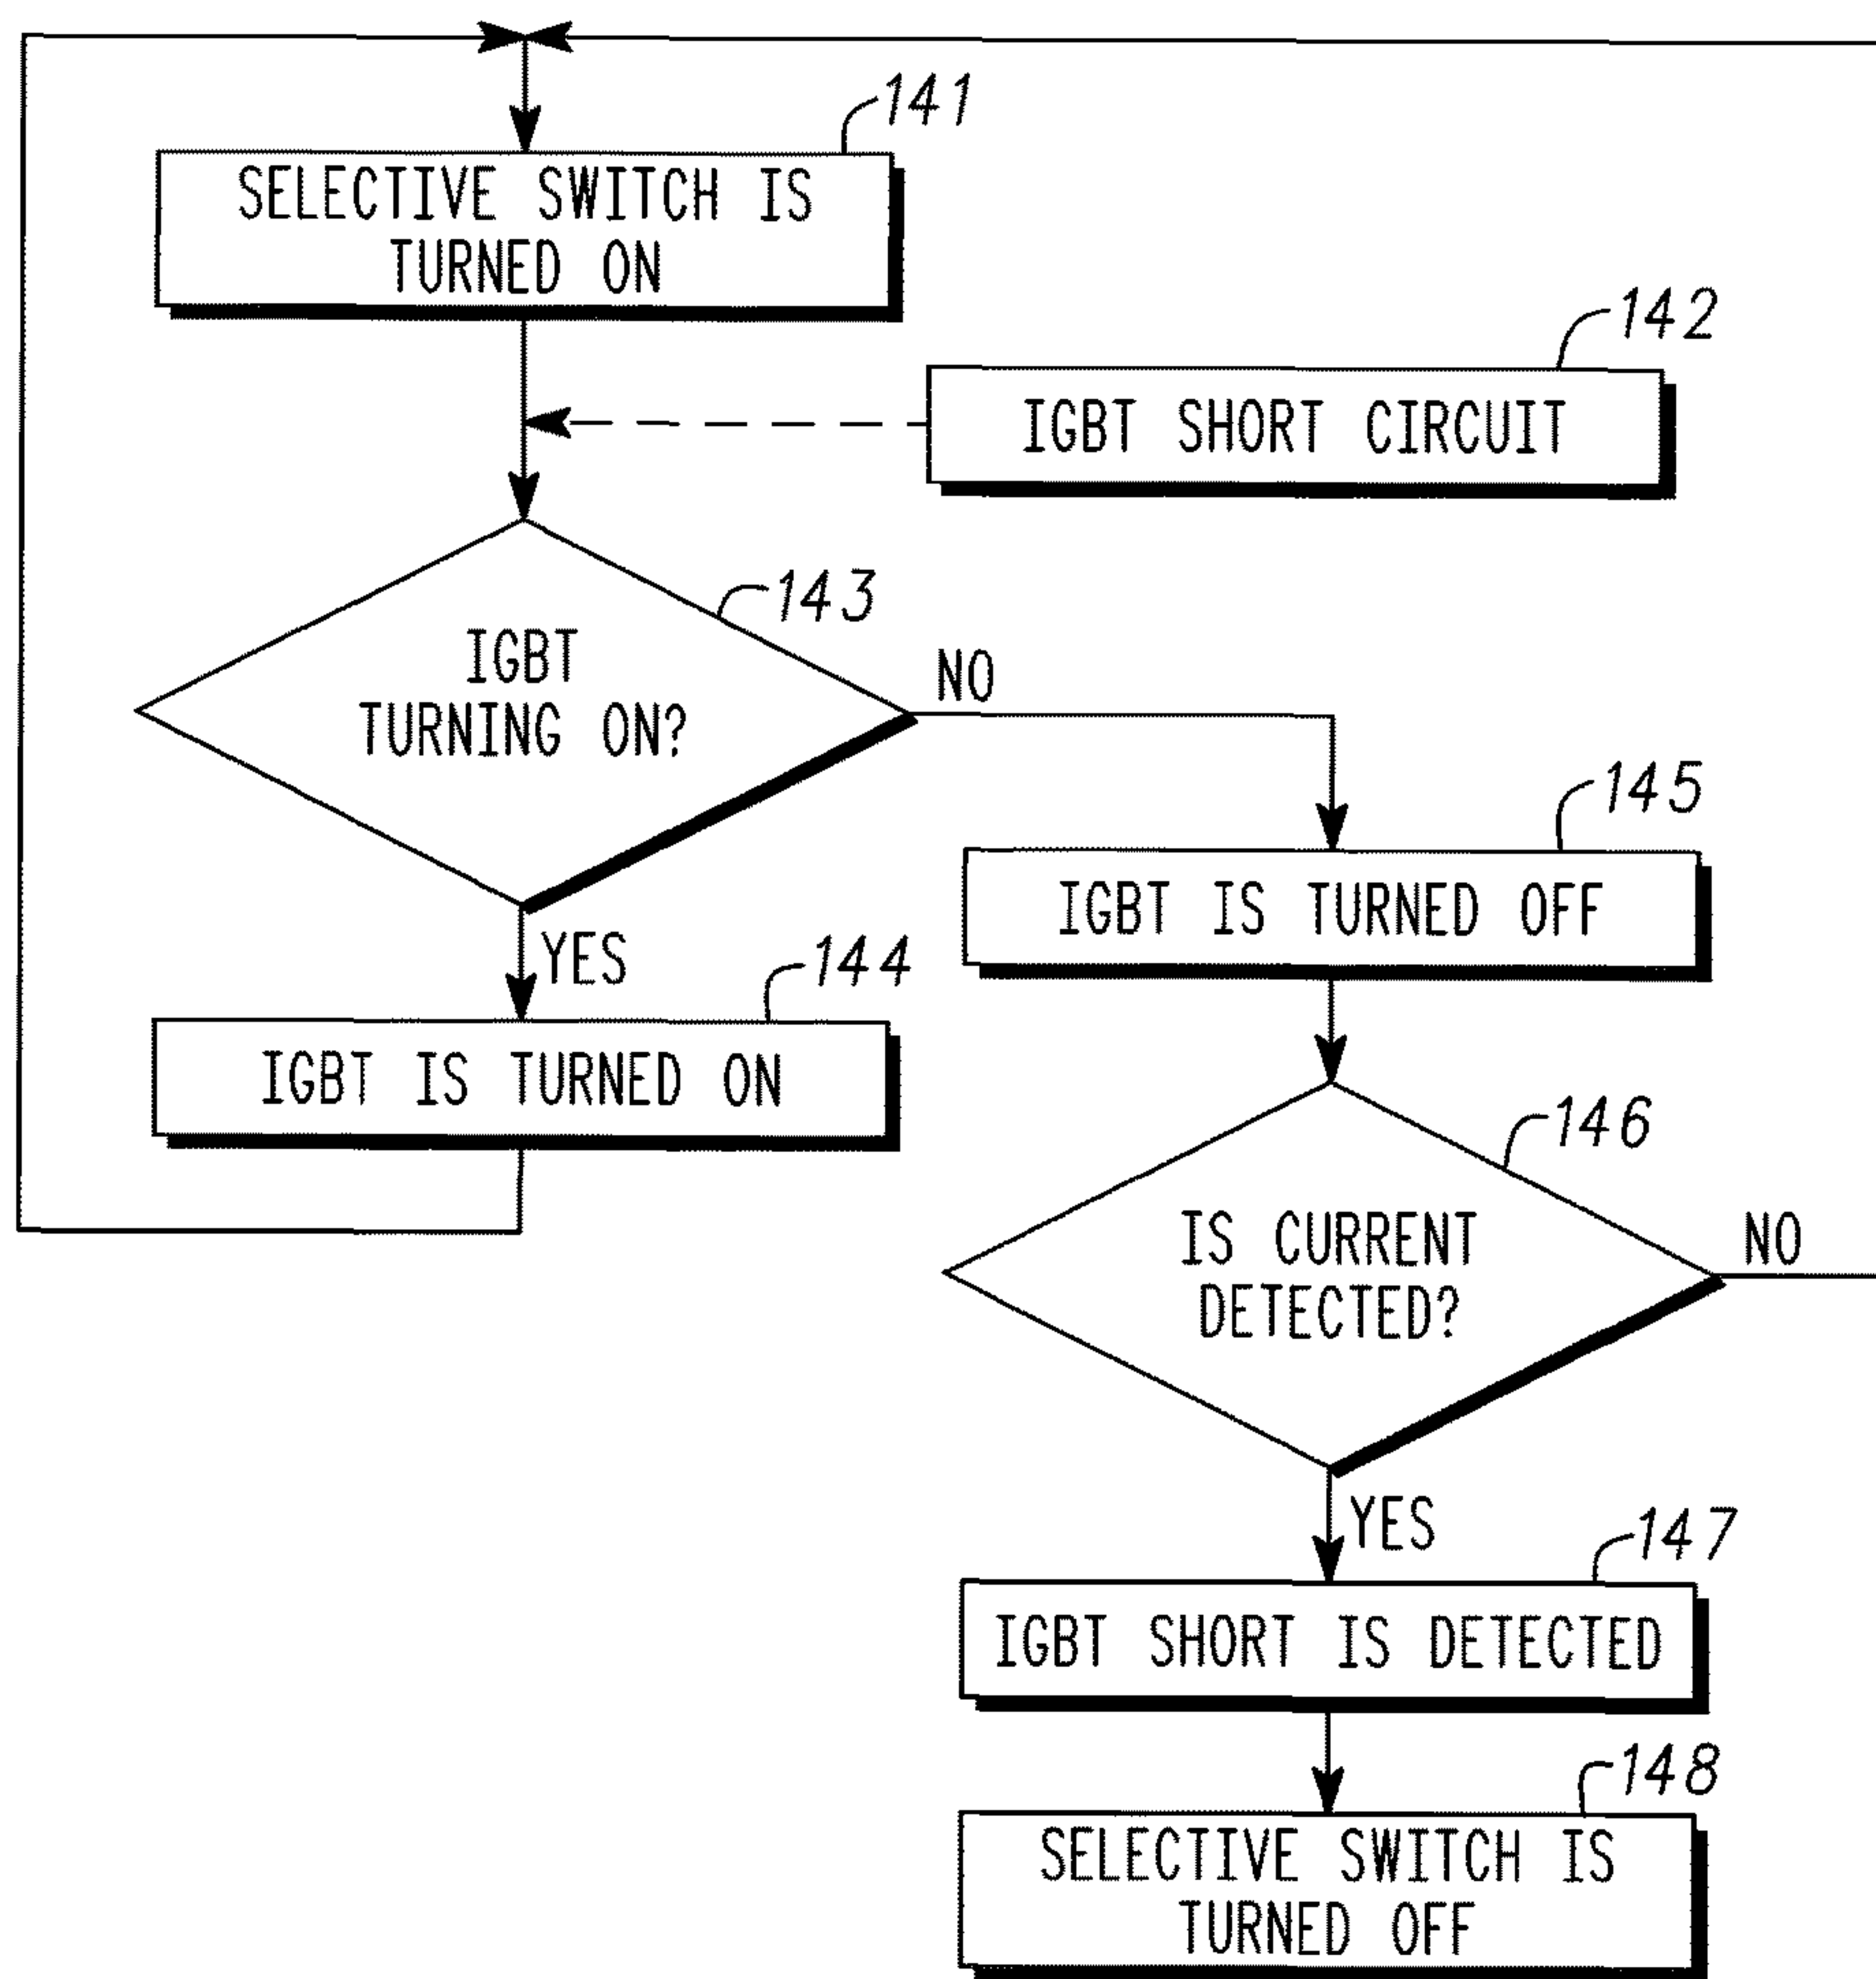 141
SELECTIVE SWITCH IS
TURNED ON
142
IGBT SHORT CIRCUIT
143
IGBT
TURNING ON?
NO
145
IGBT IS TURNED OFF
YES
144
IGBT IS TURNED ON
146
IS CURRENT
DETECTED?
NO
YES
147
IGBT SHORT IS DETECTED
148
SELECTIVE SWITCH IS
TURNED OFF